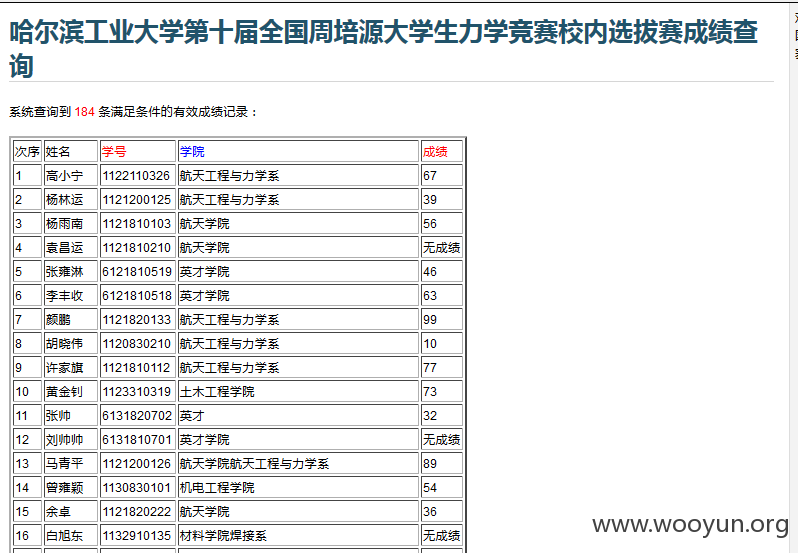 哈尔滨工业大学第十届全国周培源大学生力学竞赛校内选拔赛成绩查
询
系统查询到 184 条满足条件的有效成绩记录：
次序 姓名 学号 学院 成绩
1 高小宁 1122110326 航天工程与力学系 67
2 杨林运 1121200125 航天工程与力学系 39
3 杨雨南 1121810103 航天学院 56
4 袁昌运 1121810210 航天学院 无成绩
5 张雍淋 6121810519 英才学院 46
6 李丰收 6121810518 英才学院 63
7 颜鹏 1121820133 航天工程与力学系 99
8 胡晓伟 1120830210 航天工程与力学系 10
9 许家旗 1121810112 航天工程与力学系 77
10 黄金钊 1123310319 土木工程学院 73
11 张帅 6131820702 英才 32
12 刘帅帅 6131810701 英才学院 无成绩
13 马青平 1121200126 航天学院航天工程与力学系 89
14 曾雍颖 1130830101 机电工程学院 54
15 余卓 1121820222 航天学院 36
16 白旭东 1132910135 材料学院焊接系 无成绩
www.wooyun.org